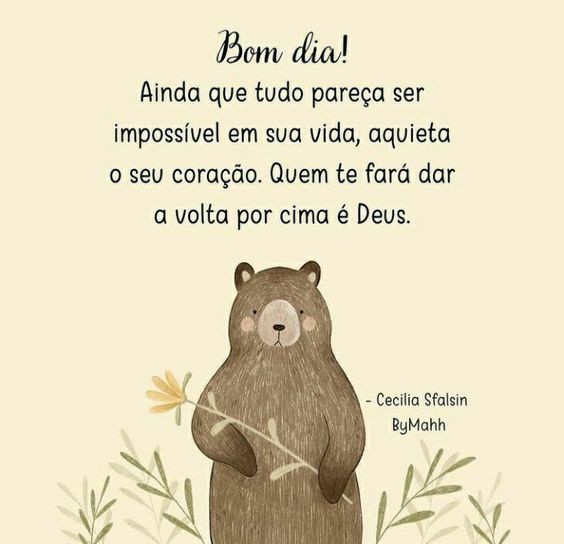 Bom dia!
Ainda que tudo pareça ser
impossível em sua vida, aquieta
o seu coração. Quem te fará dar
a volta por cima é Deus.
- Cecilia Sfalsin
ByMahh